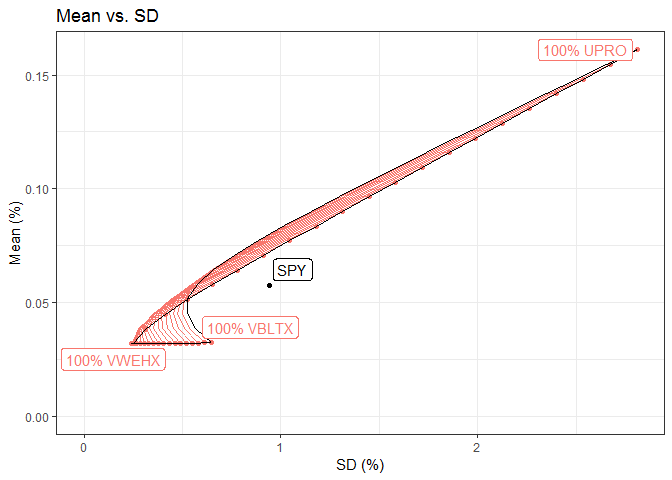 Mean vs. SD
100% UPRO
0.15
0.10
Mean (%)
SPY
0.05
100% VBLTX
100% VWEHX
0.00
0
1
2
SD (%)